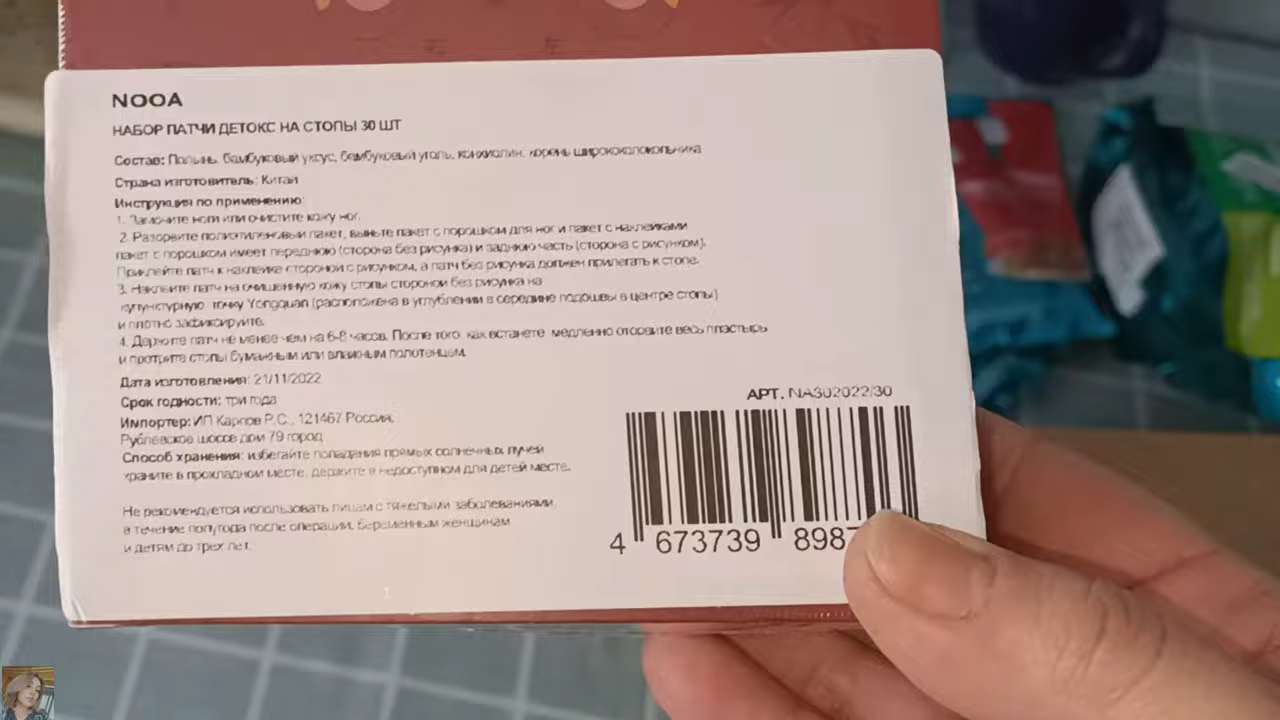 NOOA
НАБОР ПАТЧИ ДЕТОКС НА СТОПЫ 30 ШТ
Состав: Полынь, бамбуковый уксус, бамбуковый уголь, конхиолин, корень ширококолокольчика
Страна изготовитель: Китай
Инструкция по применению:
1. Замочите ноги или очистите кожу ног.
2. Разорвите полиэтиленовый пакет, выньте пакет с порошком для ног и пакет с наклейками
пакет с порошком имеет переднюю (сторона без рисунка) и заднюю часть (сторона с рисунком).
Приклейте патч к наклейке стороной с рисунком, а патч без рисунка должен прилегать к стопе.
3. Наклейте патч на очищенную кожу стопы стороной без рисунка на
точку Yongquan (расположена в углублении в середине подошвы в центре стопы)
и плотно зафиксируйте.
4. Держите патч не менее чем на 6-8 часов. После того, как встанете медленно оторвите весь пластырь
и протрите стопы бумажным или влажным полотенцем.
Дата изготовления: 21/11/2022
Срок годности: три года
Импортер: ИП Карпов Р.С., 121467 Россия,
Рублёвское шоссе дом 79 город
Способ хранения: избегайте попадания прямых солнечных лучей
храните в прохладном месте, держите в недоступном для детей месте.
Не рекомендуется использовать лицам с тяжелыми заболеваниями,
в течение полугода после операции, беременным женщинам
и детям до трех лет.
АРТ. NA302022/30
4 673739 898